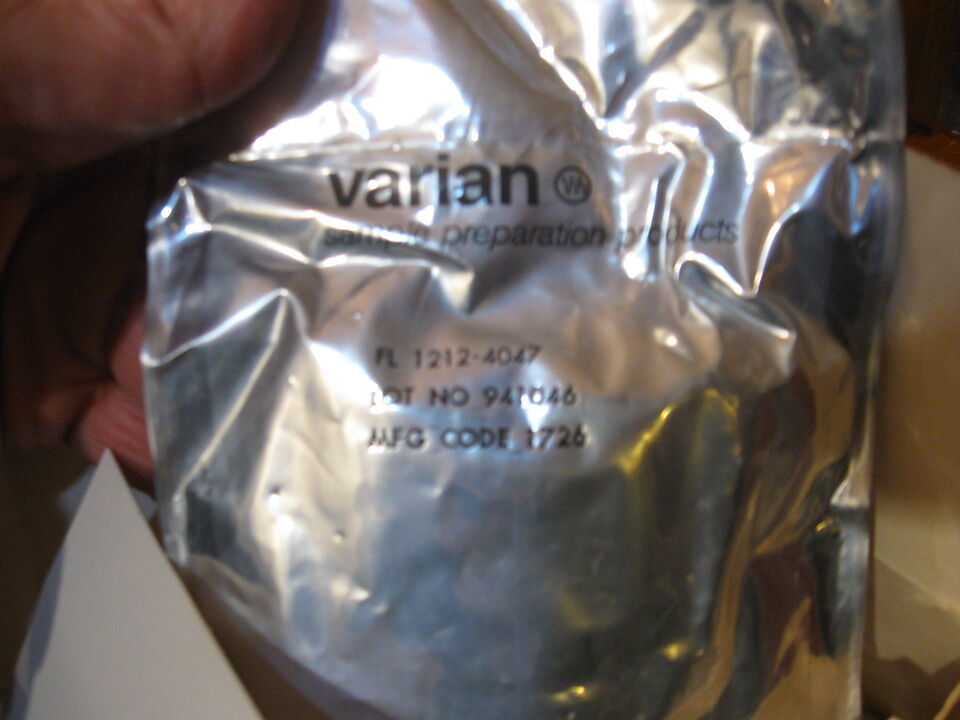 varian
sample preparation products
FL 1212-4047
LOT NO 941046
MFG CODE 1726